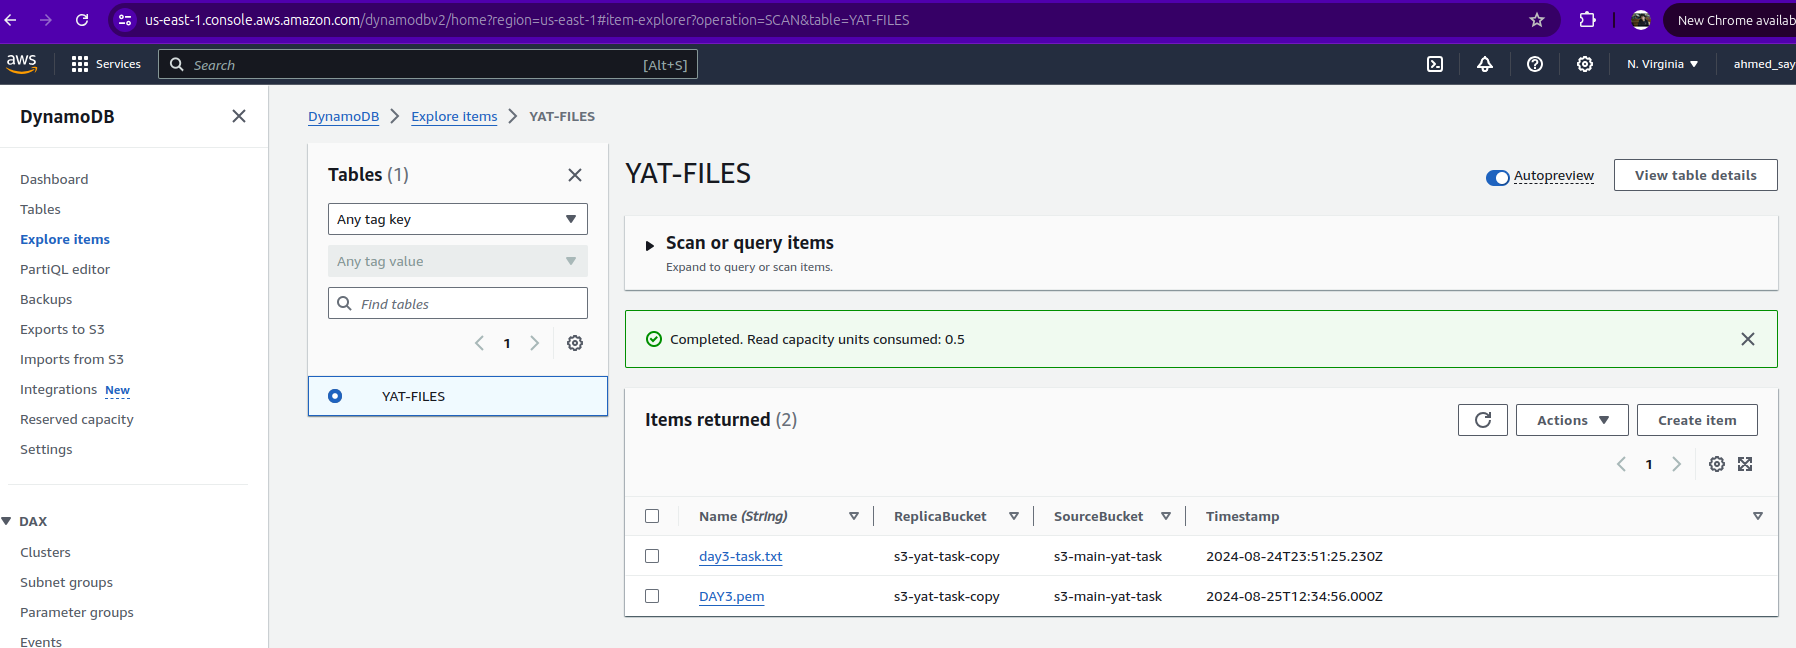 us-east-1.console.aws.amazon.com/dynamodbv2/home?region=us-east-1#item-explorer?operation=SCAN&table=YAT-FILES
New Chrome availab
aws
Services
Search
[Alt+S]
N. Virginia
ahmed_say
DynamoDB
Dashboard
Tables
Explore items
PartiQL editor
Backups
Exports to S3
Imports from S3
Integrations New
Reserved capacity
Settings
DAX
Clusters
Subnet groups
Parameter groups
Events
DynamoDB
Explore items
YAT-FILES
Tables (1)
Any tag key
Any tag value
Find tables
1
YAT-FILES
YAT-FILES
Autopreview
View table details
Scan or query items
Expand to query or scan items.
Completed. Read capacity units consumed: 0.5
Items returned (2)
Actions
Create item
1
Name (String) ReplicaBucket SourceBucket Timestamp
day3-task.txt s3-yat-task-copy s3-main-yat-task 2024-08-24T23:51:25.230Z
DAY3.pem s3-yat-task-copy s3-main-yat-task 2024-08-25T12:34:56.000Z